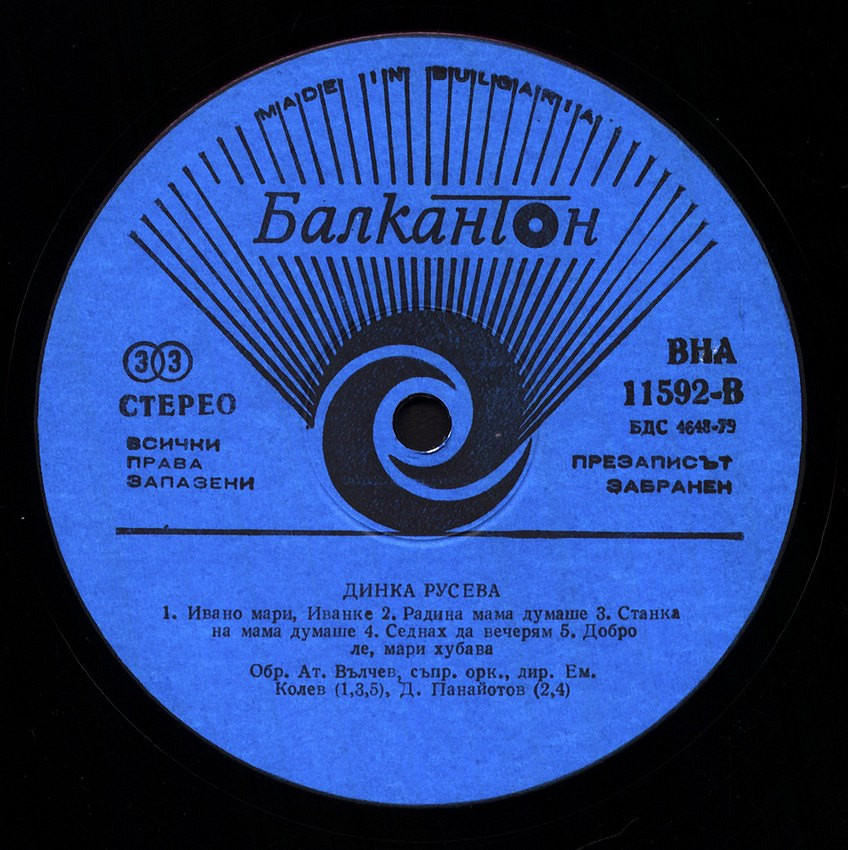 MADE IN BULGARIA
Балкантон
33
СТЕРЕО
ВСИЧКИ
ПРАВА
ЗАПАЗЕНИ
ВНА
11592-В
БДС 4648-79
ПРЕЗАПИСЪТ
ЗАБРАНЕН
ДИНКА РУСЕВА
1. Ивано мари, Иванке 2. Радина мама думаше 3. Станка
на мама думаше 4. Седнах да вечерям 5. Добро
ле, мари хубава
Обр. Ат. Вълчев, съпр. орк., дир. Ем.
Колев (1,3,5), Д. Панайотов (2,4)